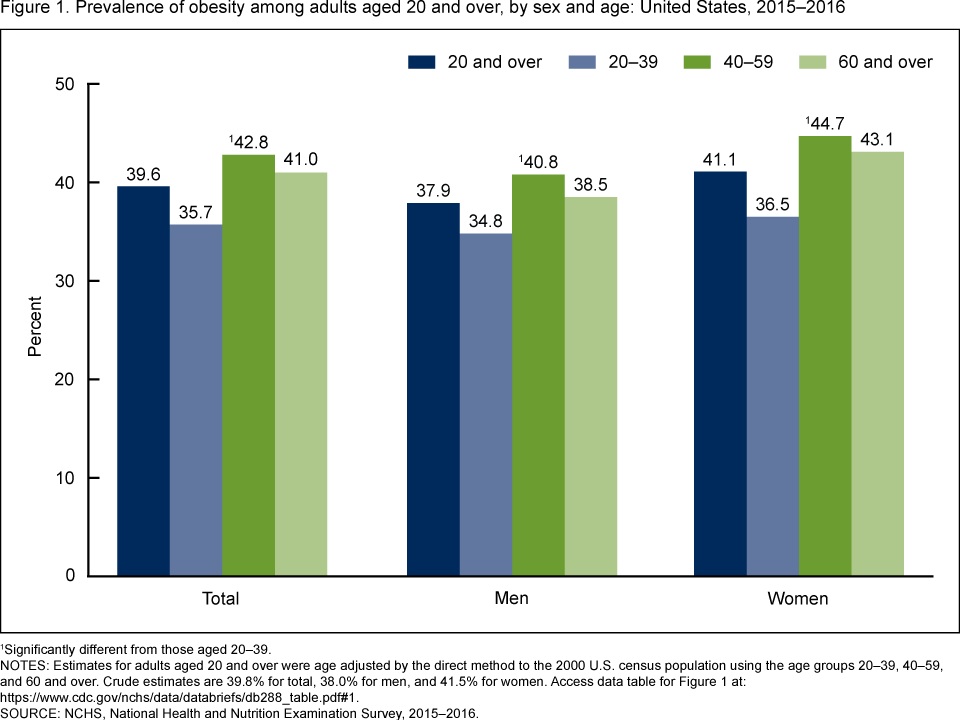 Figure 1. Prevalence of obesity among adults aged 20 and over, by sex and age: United States, 2015–2016
20 and over 20–39 40–59 60 and over
50
40
30
20
10
0
Percent
39.6
35.7
¹42.8
41.0
37.9
34.8
¹40.8
38.5
41.1
36.5
¹44.7
43.1
Total Men Women
¹Significantly different from those aged 20–39.
NOTES: Estimates for adults aged 20 and over were age adjusted by the direct method to the 2000 U.S. census population using the age groups 20–39, 40–59,
and 60 and over. Crude estimates are 39.8% for total, 38.0% for men, and 41.5% for women. Access data table for Figure 1 at:
https://www.cdc.gov/nchs/data/databriefs/db288_table.pdf#1.
SOURCE: NCHS, National Health and Nutrition Examination Survey, 2015–2016.